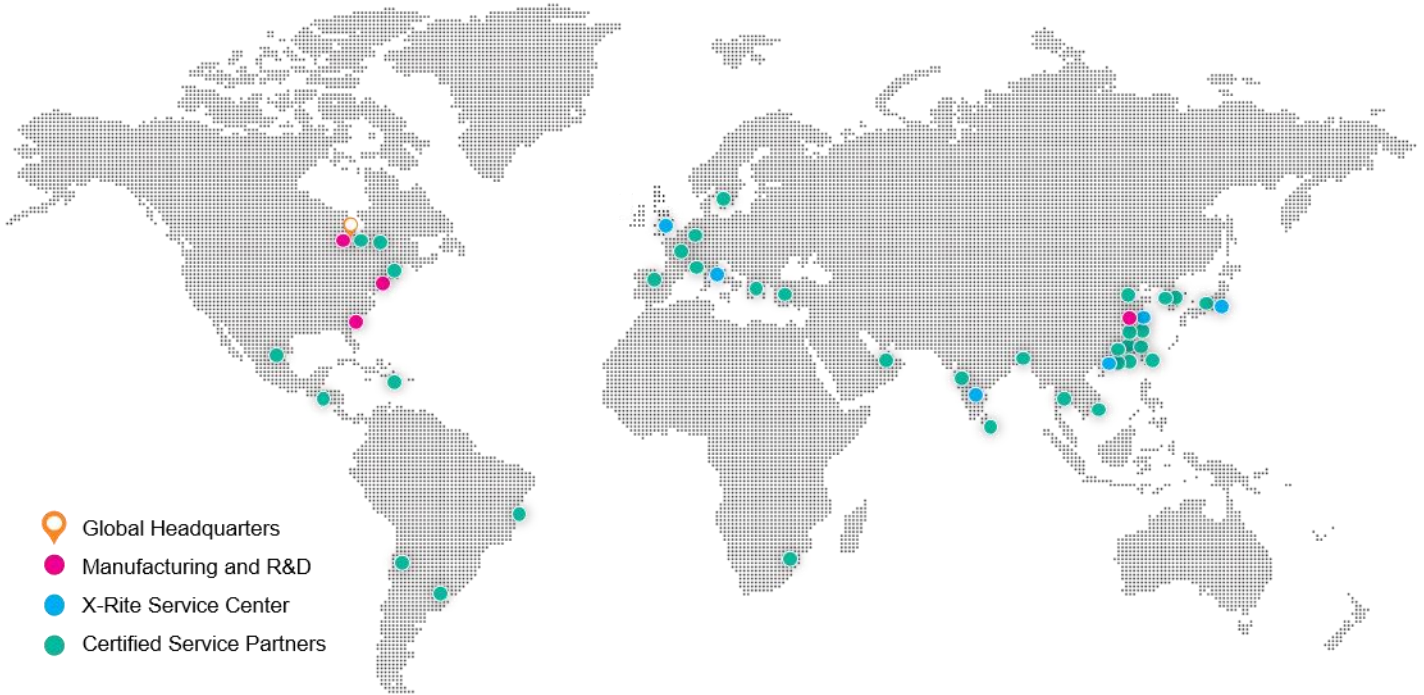 Global Headquarters
Manufacturing and R&D
X-Rite Service Center
Certified Service Partners